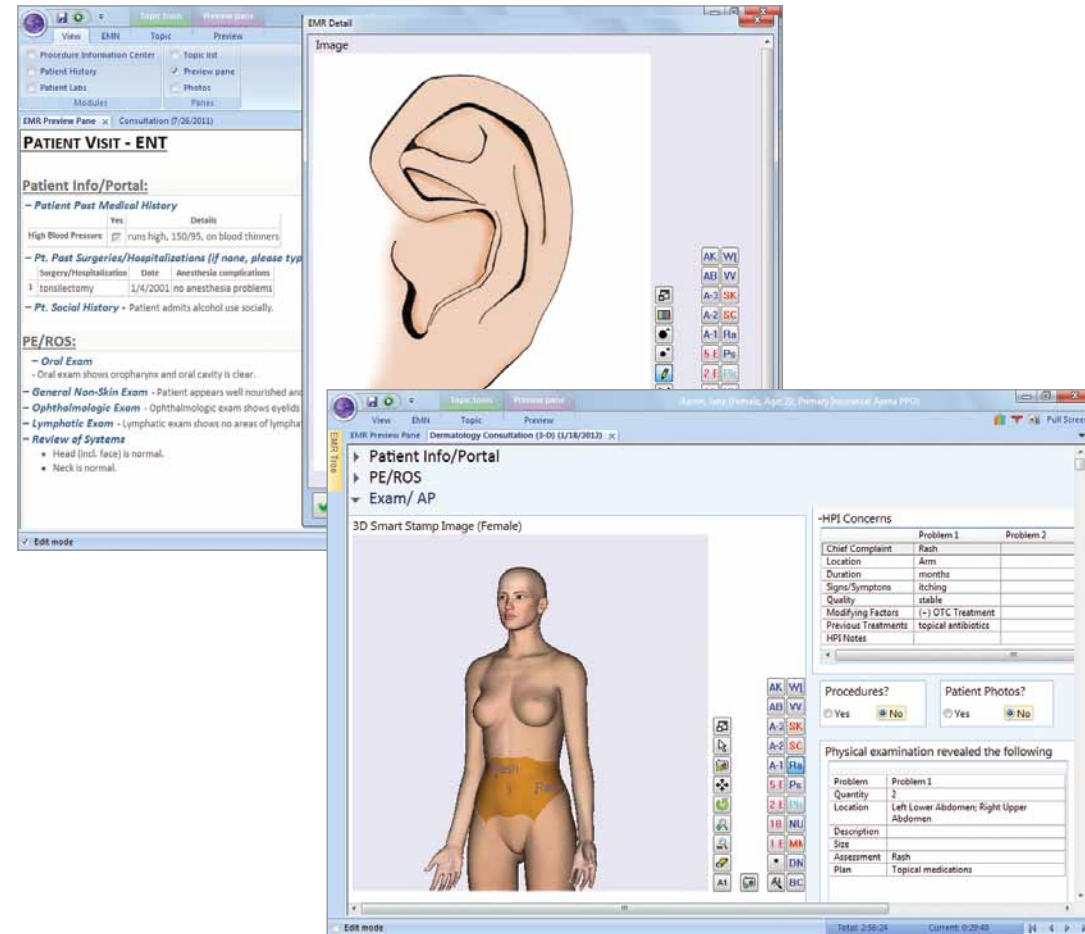 Topic tools Preview pane
View EMN Topic Preview
Procedure Information Center
Patient History
Patient Labs
Modules
Topic list
Preview pane
Photos
Panes
EMR Preview Pane x Consultation (7/26/2011)
PATIENT VISIT - ENT
Patient Info/Portal:
– Patient Past Medical History
Yes Details
High Blood Pressure runs high, 150/95, on blood thinners
– Pt. Past Surgeries/Hospitalizations (if none, please typ
Surgery/Hospitalization Date Anesthesia complications
1 tonsilectomy 1/4/2001 no anesthesia problems
– Pt. Social History - Patient admits alcohol use socially.
PE/ROS:
– Oral Exam
- Oral exam shows oropharynx and oral cavity is clear.
– General Non-Skin Exam - Patient appears well nourished and
– Ophthalmologic Exam - Ophthalmologic exam shows eyelids
– Lymphatic Exam - Lymphatic exam shows no areas of lympha
– Review of Systems
• Head (incl. face) is normal.
• Neck is normal.
Edit mode
EMR Detail
Image
AK
AB VV
A-3 SK
A-2 SC
A-1 Ra
5 E Ps
2 E
Topic tools Preview pane
(Female, Age: 29, Primary Insurance: Aetna PPO)
View EMN Topic Preview
Pull Screen
EMR Preview Pane Dermatology Consultation (3-D) (1/18/2012) x
EMR Tree
Patient Info/Portal
PE/ROS
Exam/ AP
3D Smart Stamp Image (Female)
Rash
AK
AB VV
A-3 SK
A-2 SC
A-1 Ra
5 E Ps
2 E
10 NU
1 E MM
• DN
A1 BC
-HPI Concerns
Problem 1 Problem 2
Chief Complaint Rash
Location Arm
Duration months
Signs/Symptons itching
Quality stable
Modifying Factors (+) OTC Treatment
Previous Treatments topical antibiotics
HPI Notes
Procedures?
Yes No
Patient Photos?
Yes No
Physical examination revealed the following
Problem Problem 1
Quantity 2
Location Left Lower Abdomen; Right Upper
Abdomen
Description
Size
Assessment Rash
Plan Topical medications
Edit mode
Total: 2:56:24 Current: 0:29:48